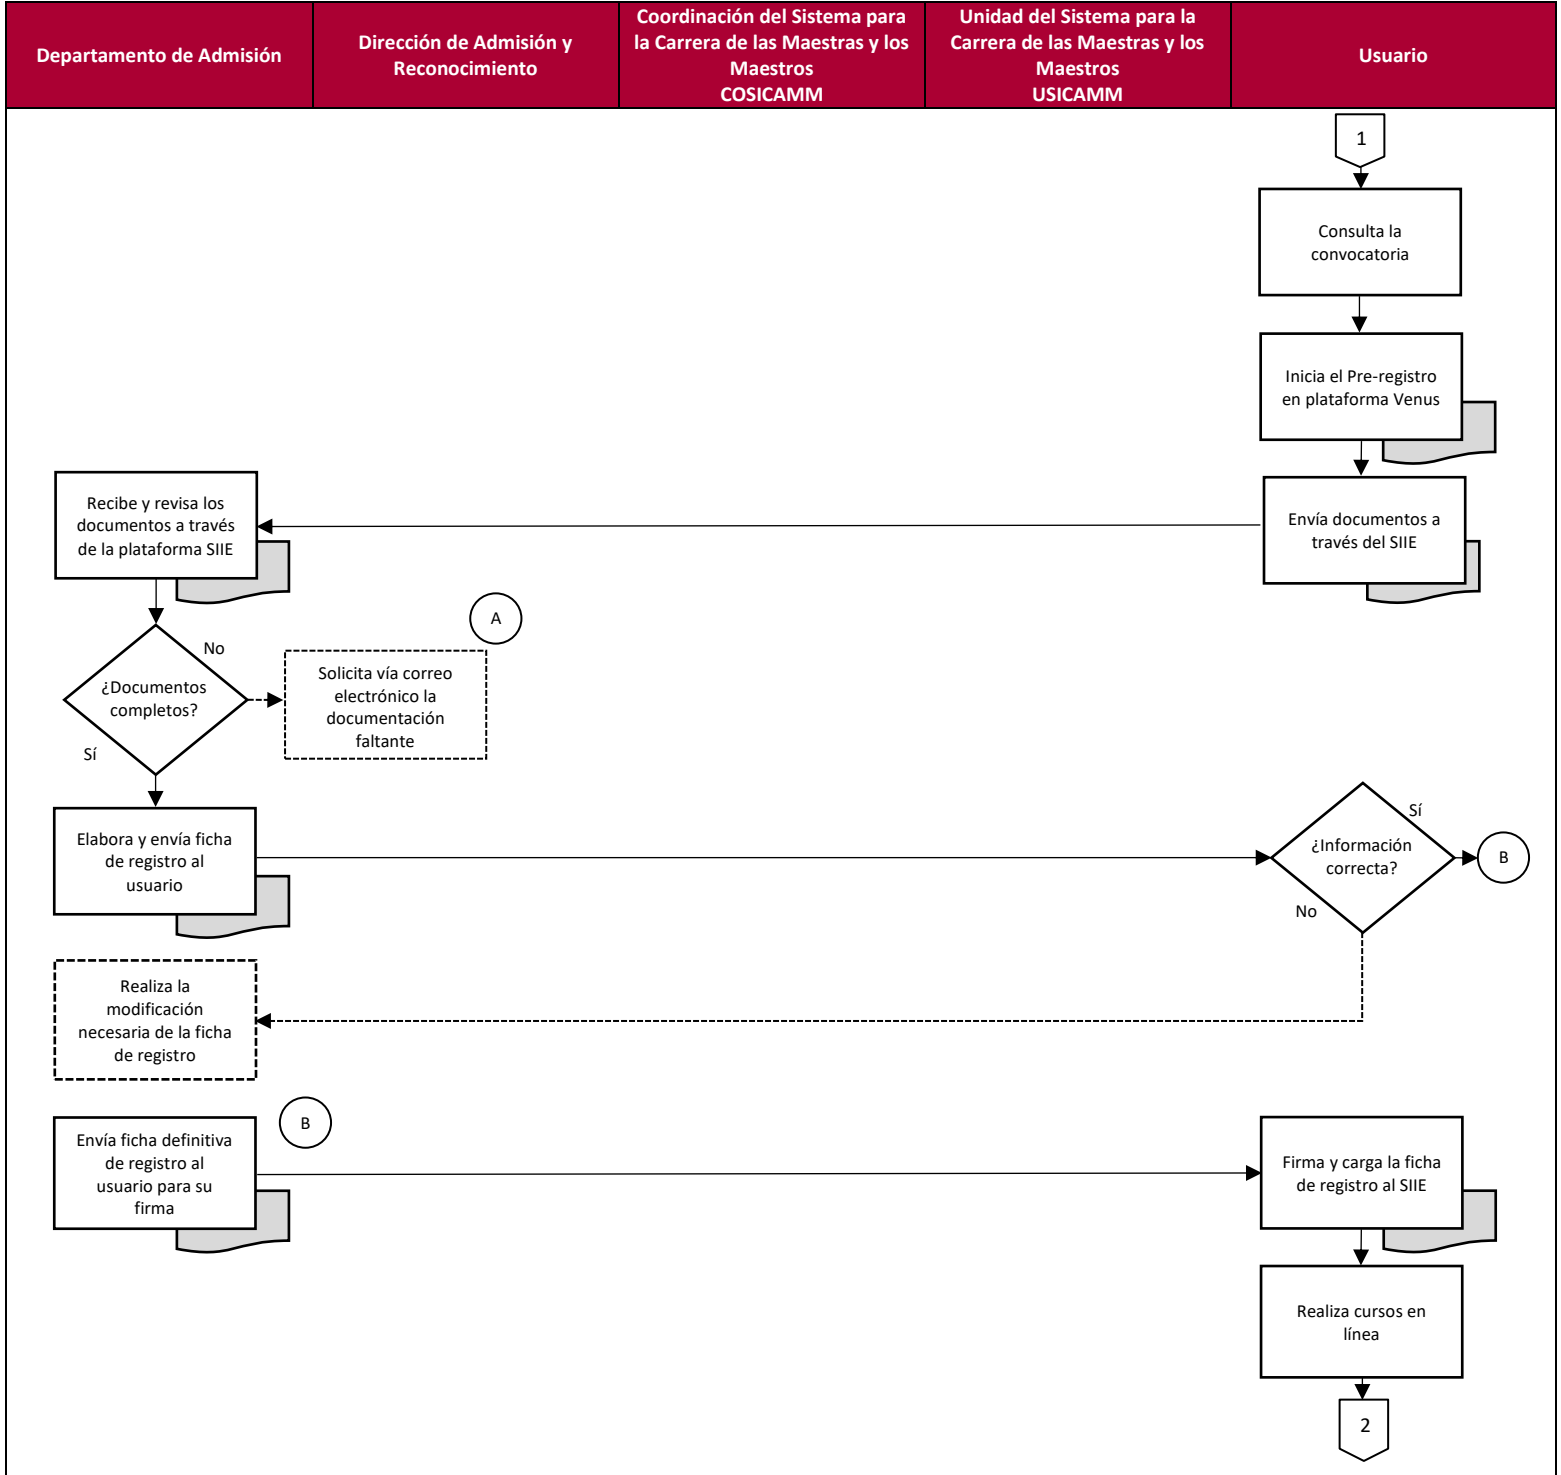 Departamento de Admisión
Dirección de Admisión y
Reconocimiento
Coordinación del Sistema para
la Carrera de las Maestras y los
Maestros
COSICAMM
Unidad del Sistema para la
Carrera de las Maestras y los
Maestros
USICAMM
Usuario
1
Consulta la
convocatoria
Inicia el Pre-registro
en plataforma Venus
Envía documentos a
través del SIIE
Recibe y revisa los
documentos a través
de la plataforma SIIE
¿Documentos
completos?
No
Sí
A
Solicita vía correo
electrónico la
documentación
faltante
Elabora y envía ficha
de registro al
usuario
¿Información
correcta?
Sí
No
B
Realiza la
modificación
necesaria de la ficha
de registro
Envía ficha definitiva
de registro al
usuario para su
firma
B
Firma y carga la ficha
de registro al SIIE
Realiza cursos en
línea
2